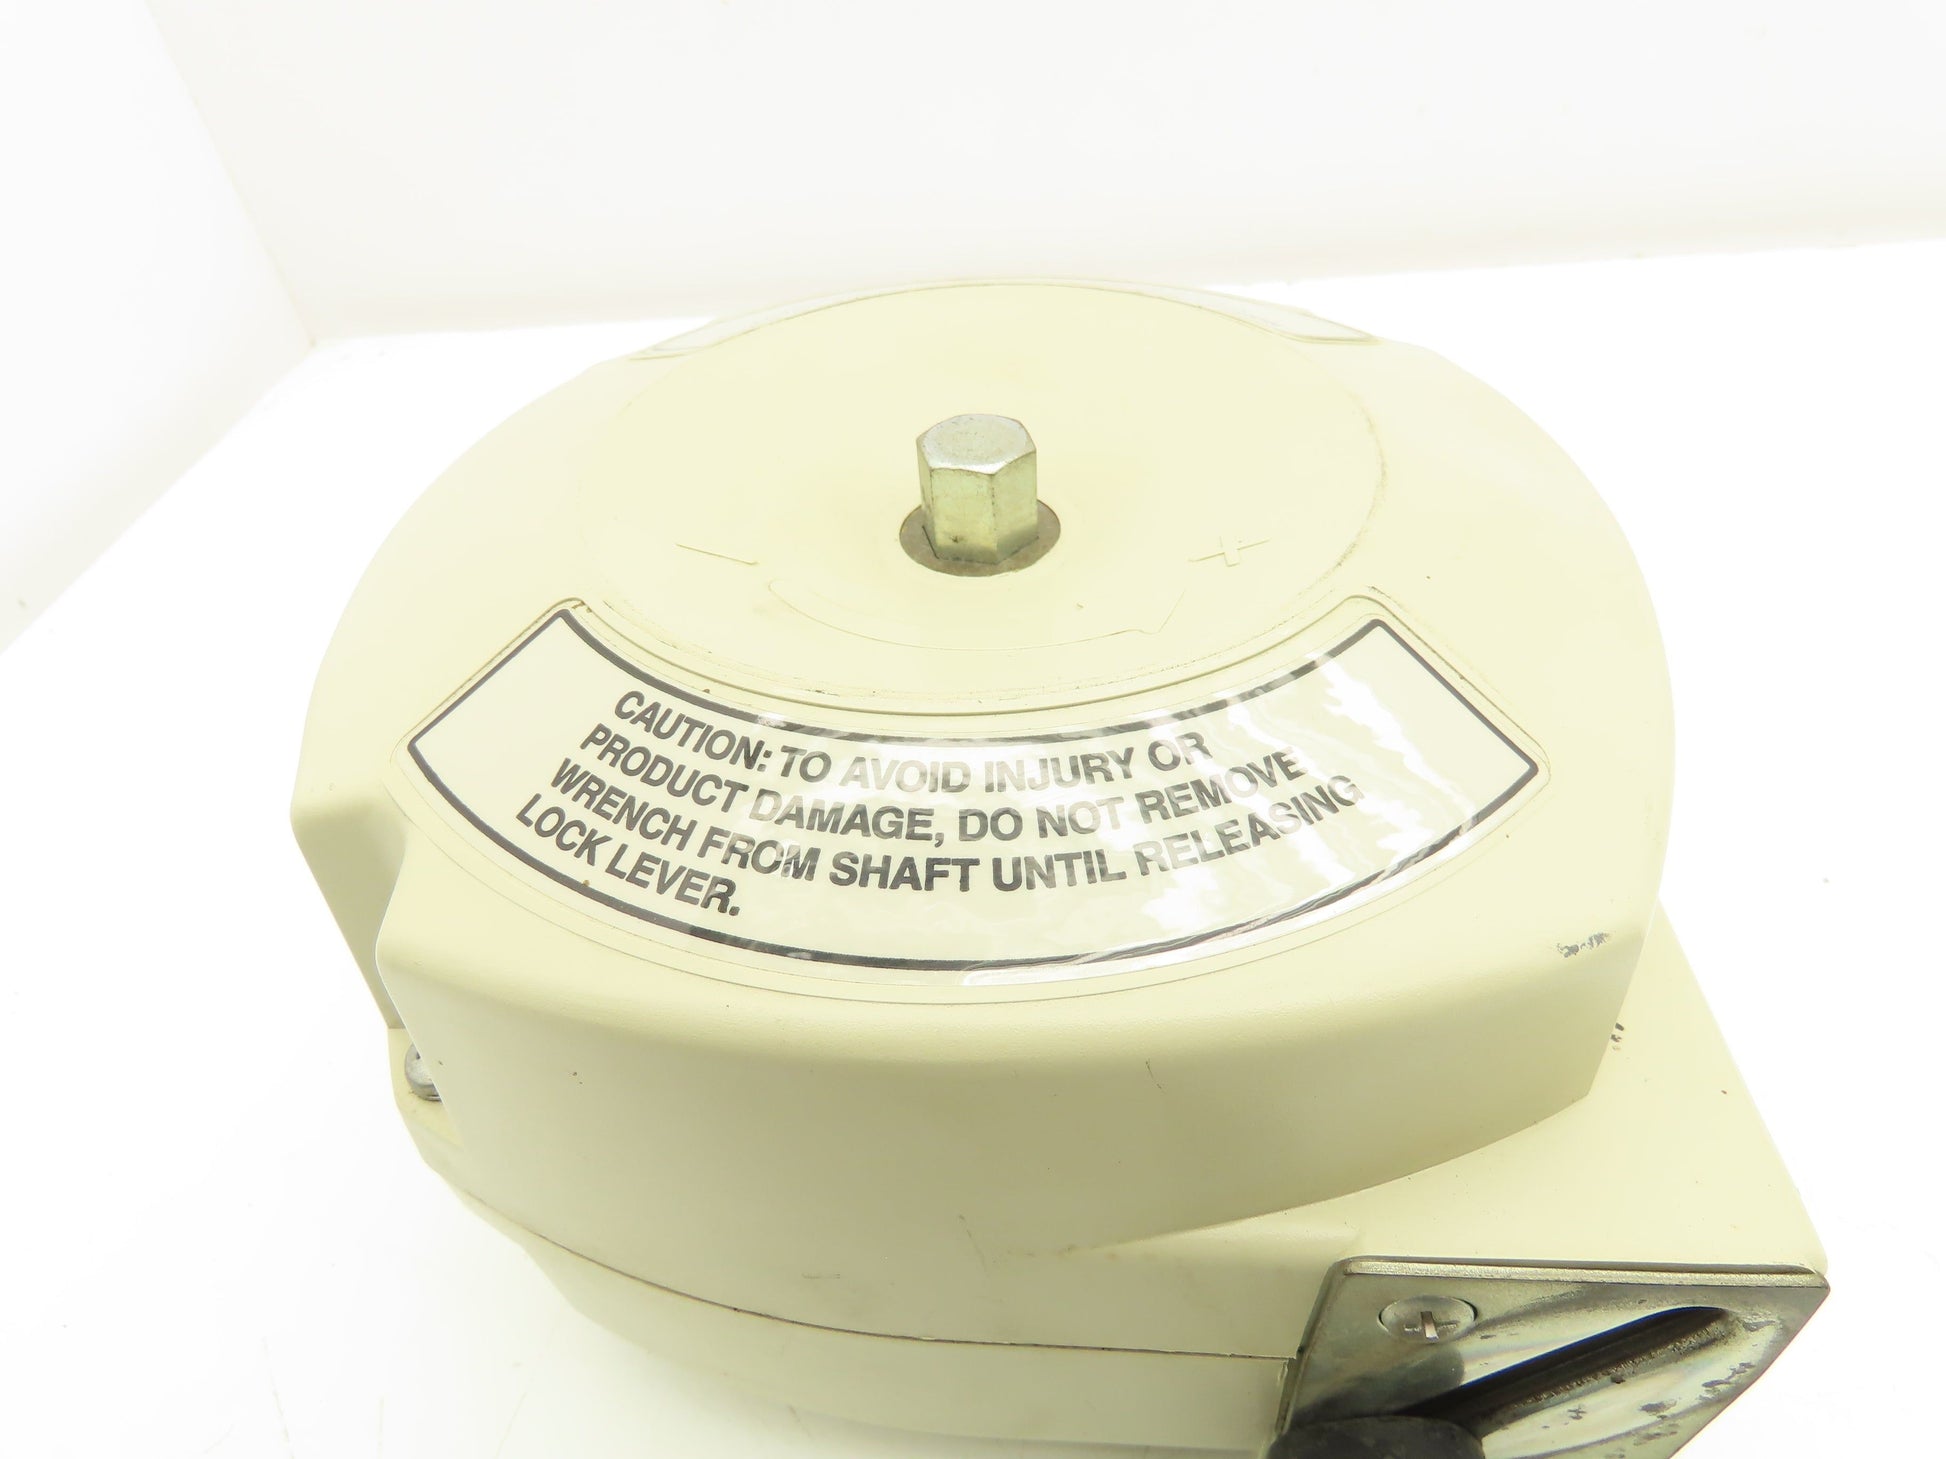 − +
CAUTION: TO AVOID INJURY OR
PRODUCT DAMAGE, DO NOT REMOVE
WRENCH FROM SHAFT UNTIL RELEASING
LOCK LEVER.